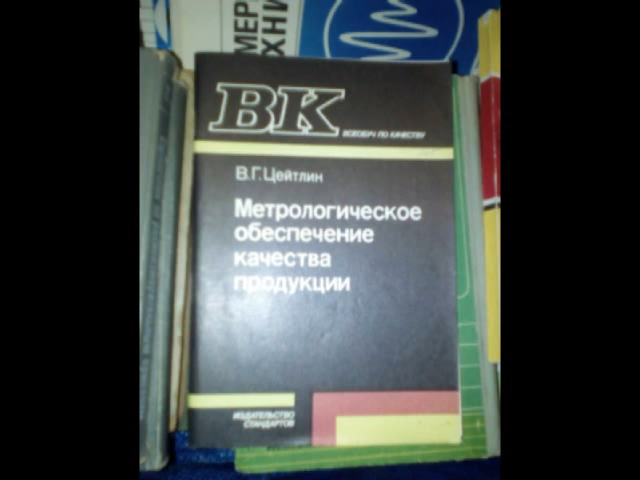 ВК
ВСЕОБУЧ ПО КАЧЕСТВУ
В.Г.Цейтлин
Метрологическое
обеспечение
качества
продукции
ИЗДАТЕЛЬСТВО
СТАНДАРТОВ